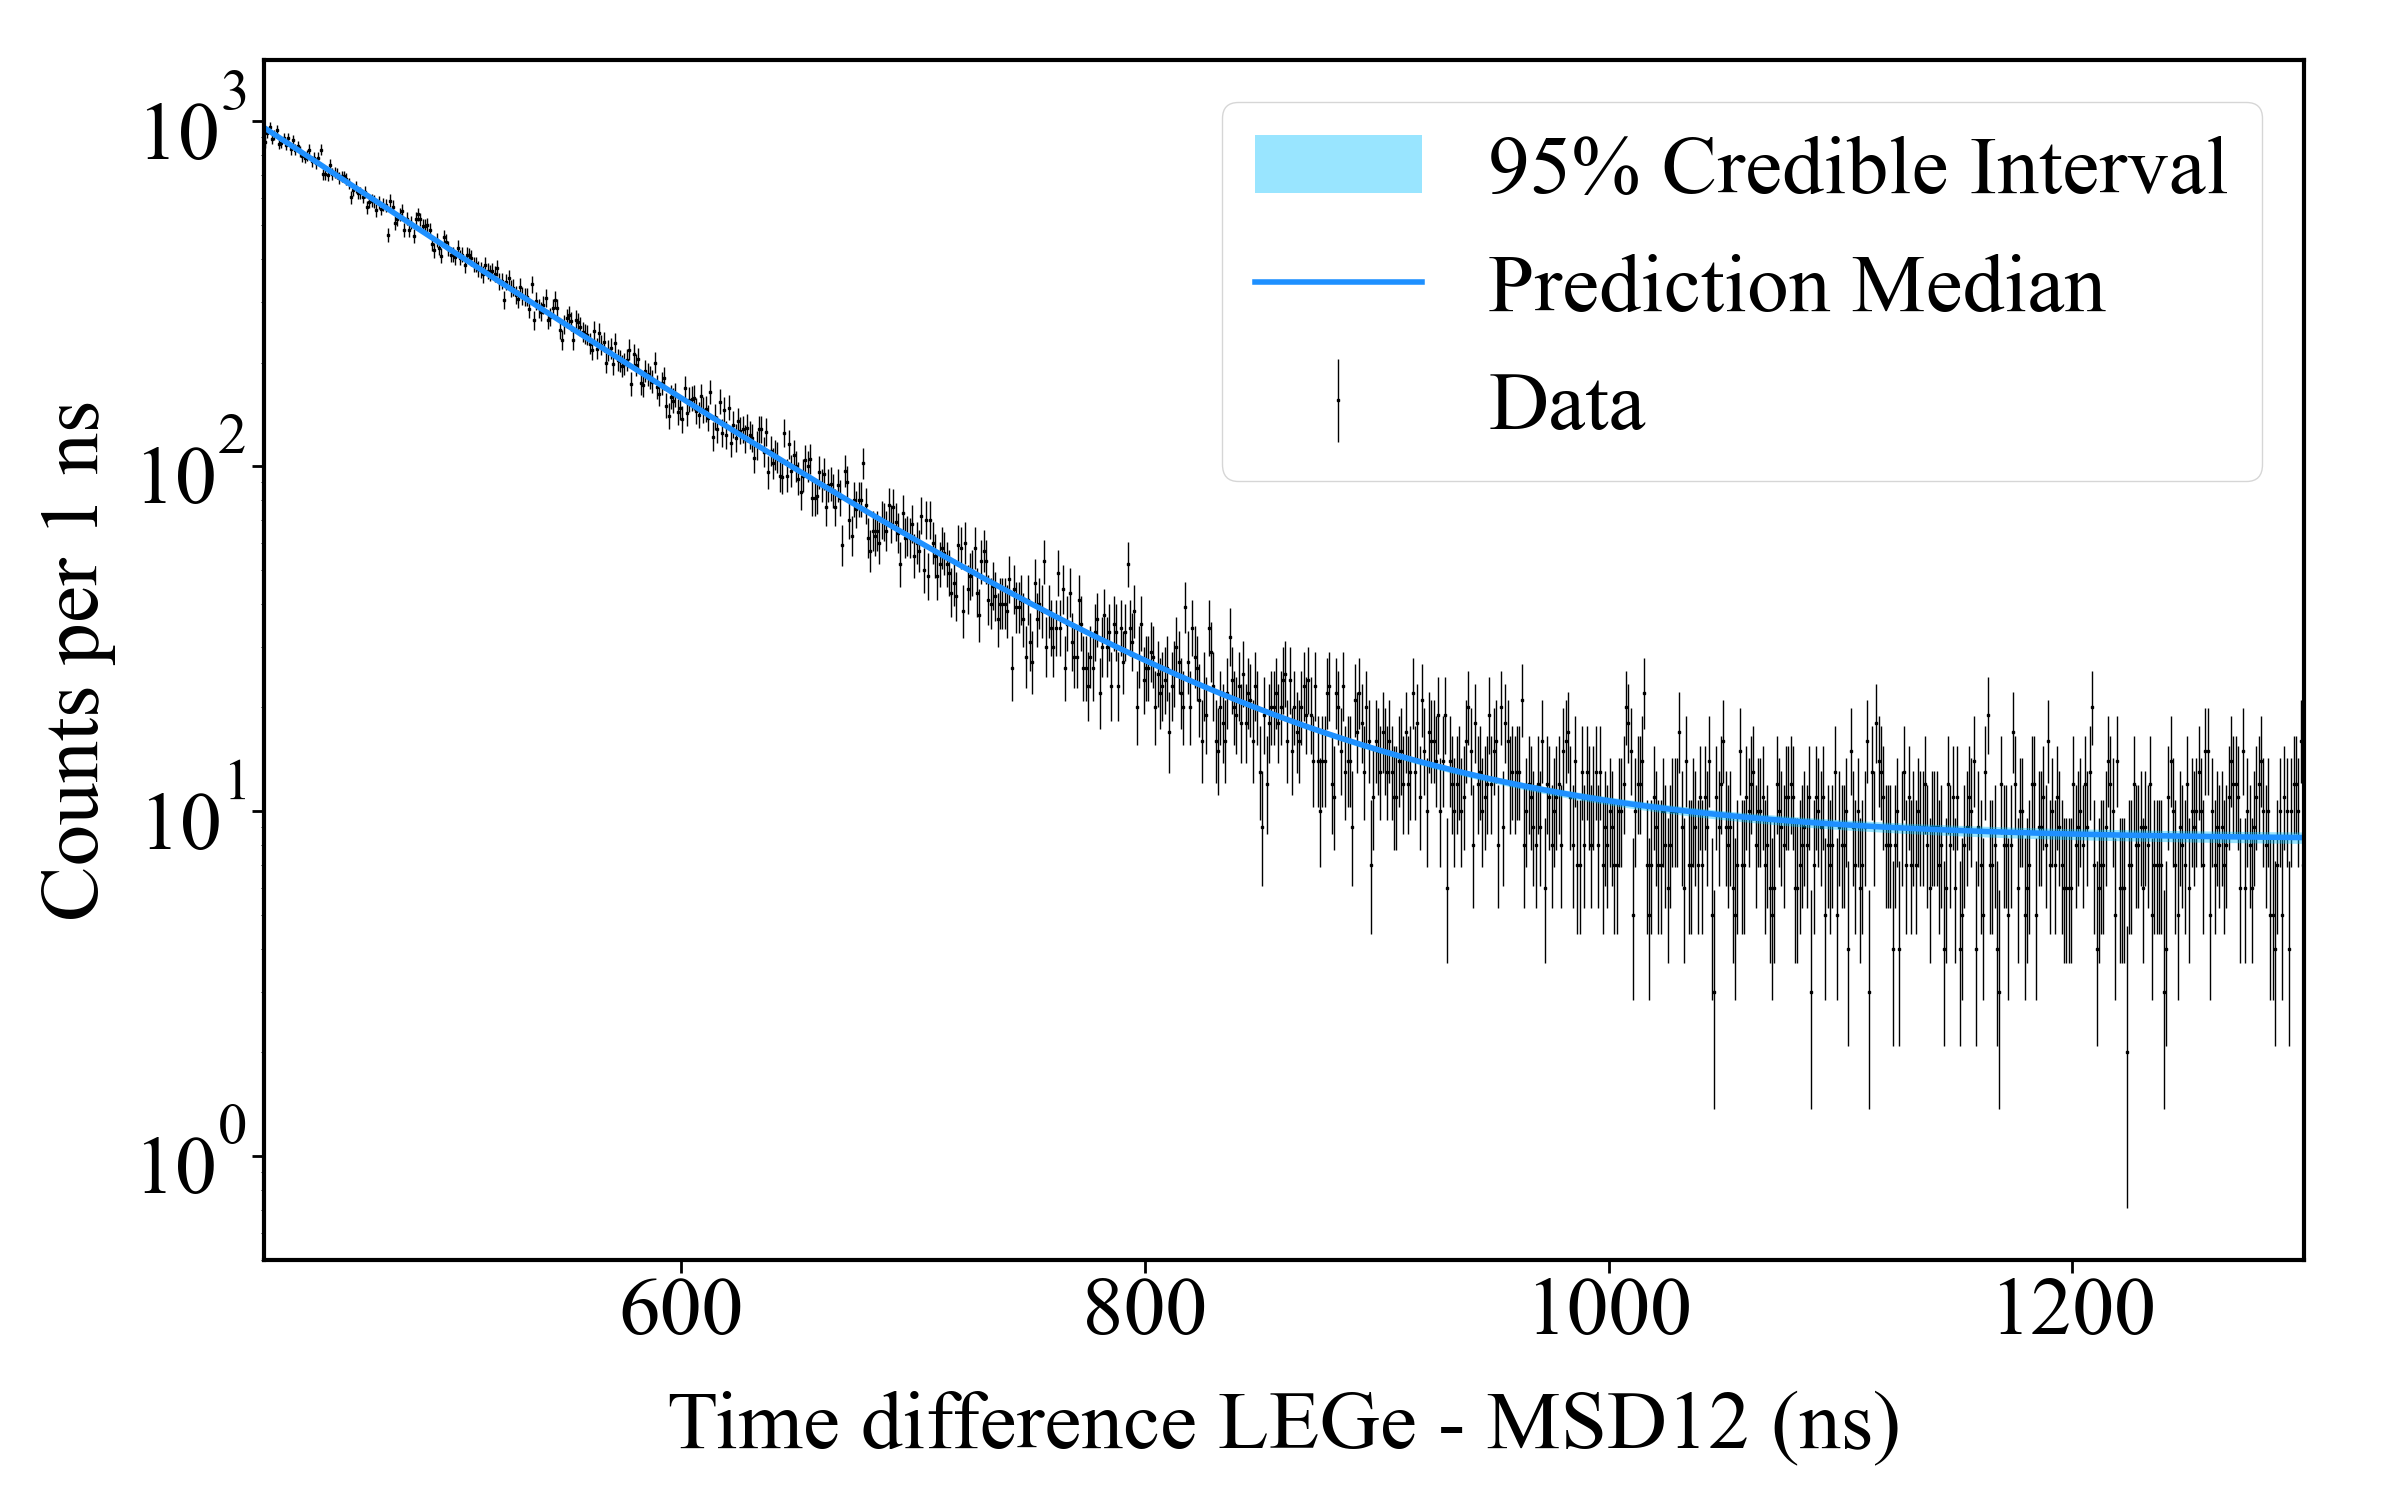 95% Credible Interval
Prediction Median
Data
Counts per 1 ns
10³
10²
10¹
10⁰
600 800 1000 1200
Time difference LEGe - MSD12 (ns)